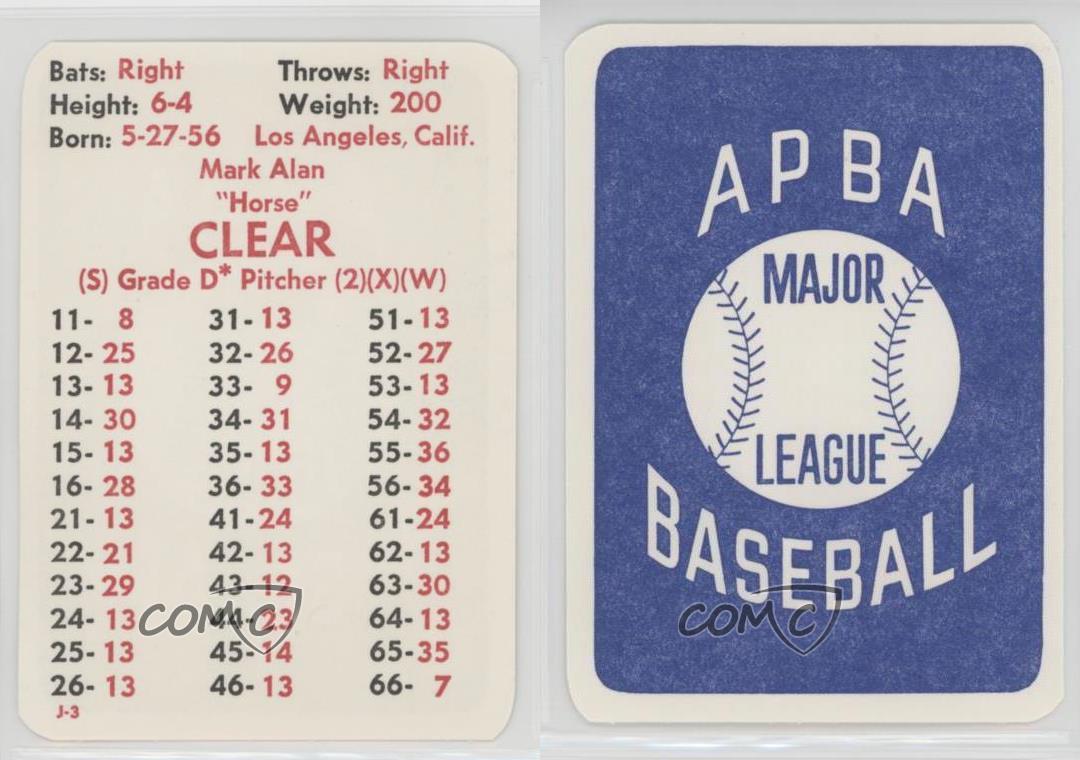 Bats: Right Throws: Right
Height: 6-4 Weight: 200
Born: 5-27-56 Los Angeles, Calif.
Mark Alan
"Horse"
CLEAR
(S) Grade D* Pitcher (2)(X)(W)
11- 8 31- 13 51- 13
12- 25 32- 26 52- 27
13- 13 33- 9 53- 13
14- 30 34- 31 54- 32
15- 13 35- 13 55- 36
16- 28 36- 33 56- 34
21- 13 41- 24 61- 24
22- 21 42- 13 62- 13
23- 29 43- 12 63- 30
24- 13 44- 23 64- 13
25- 13 45- 14 65- 35
26- 13 46- 13 66- 7
J-3
COMC
APBA
MAJOR
LEAGUE
BASEBALL
COMC